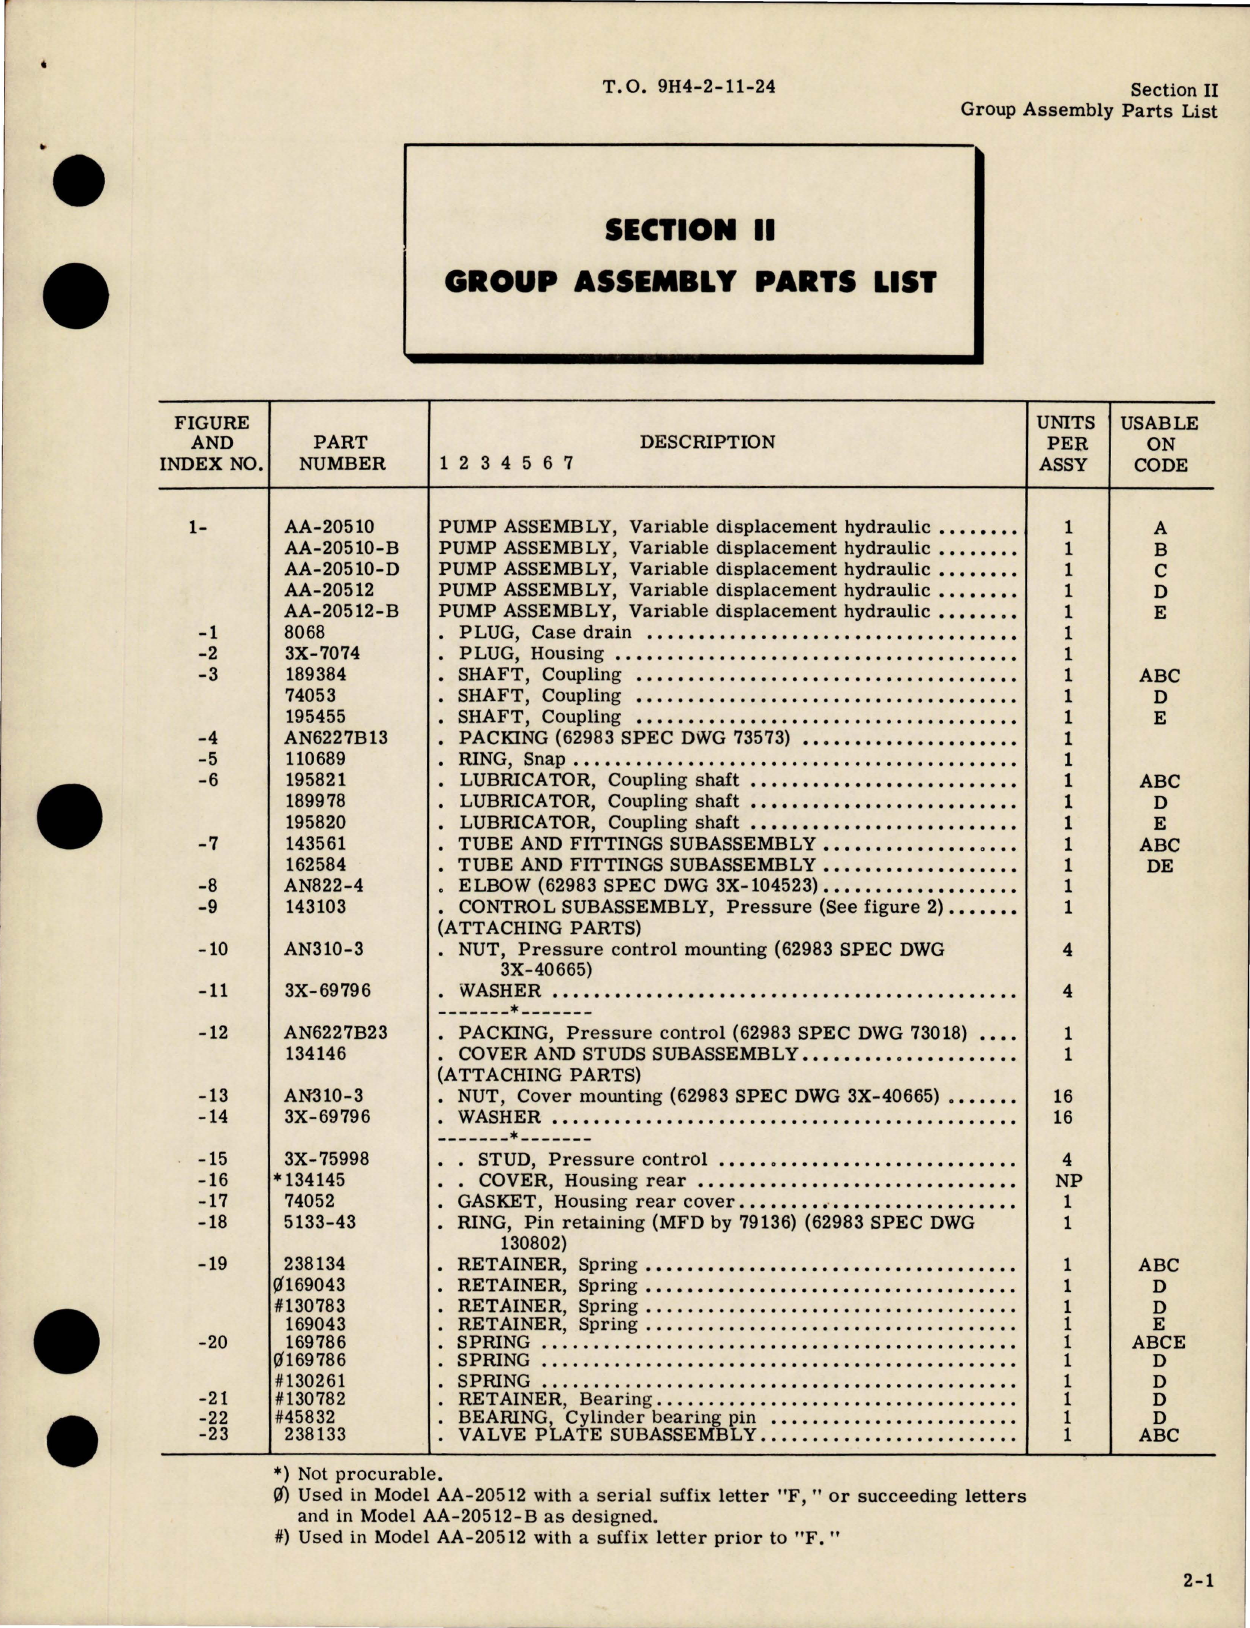 T.O. 9H4-2-11-24
Section II
Group Assembly Parts List
SECTION II
GROUP ASSEMBLY PARTS LIST
FIGURE AND INDEX NO. PART NUMBER DESCRIPTION 1 2 3 4 5 6 7 UNITS PER ASSY USABLE ON CODE
1- AA-20510 PUMP ASSEMBLY, Variable displacement hydraulic ........ 1 A
AA-20510-B PUMP ASSEMBLY, Variable displacement hydraulic ........ 1 B
AA-20510-D PUMP ASSEMBLY, Variable displacement hydraulic ........ 1 C
AA-20512 PUMP ASSEMBLY, Variable displacement hydraulic ........ 1 D
AA-20512-B PUMP ASSEMBLY, Variable displacement hydraulic ........ 1 E
-1 8068 . PLUG, Case drain .................................... 1
-2 3X-7074 . PLUG, Housing ....................................... 1
-3 189384 . SHAFT, Coupling ..................................... 1 ABC
74053 . SHAFT, Coupling ..................................... 1 D
195455 . SHAFT, Coupling ..................................... 1 E
-4 AN6227B13 . PACKING (62983 SPEC DWG 73573) ..................... 1
-5 110689 . RING, Snap ........................................... 1
-6 195821 . LUBRICATOR, Coupling shaft .......................... 1 ABC
189978 . LUBRICATOR, Coupling shaft .......................... 1 D
195820 . LUBRICATOR, Coupling shaft .......................... 1 E
-7 143561 . TUBE AND FITTINGS SUBASSEMBLY ................... 1 ABC
162584 . TUBE AND FITTINGS SUBASSEMBLY ................... 1 DE
-8 AN822-4 . ELBOW (62983 SPEC DWG 3X-104523)................... 1
-9 143103 . CONTROL SUBASSEMBLY, Pressure (See figure 2)....... 1
(ATTACHING PARTS)
-10 AN310-3 . NUT, Pressure control mounting (62983 SPEC DWG 4
3X-40665)
-11 3X-69796 . WASHER ............................................. 4
-------*-------
-12 AN6227B23 . PACKING, Pressure control (62983 SPEC DWG 73018) .... 1
134146 . COVER AND STUDS SUBASSEMBLY..................... 1
(ATTACHING PARTS)
-13 AN310-3 . NUT, Cover mounting (62983 SPEC DWG 3X-40665) ....... 16
-14 3X-69796 . WASHER ............................................. 16
-------*-------
-15 3X-75998 . . STUD, Pressure control ............................. 4
-16 *134145 . . COVER, Housing rear ............................... NP
-17 74052 . GASKET, Housing rear cover........................... 1
-18 5133-43 . RING, Pin retaining (MFD by 79136) (62983 SPEC DWG 1
130802)
-19 238134 . RETAINER, Spring .................................... 1 ABC
Ø169043 . RETAINER, Spring .................................... 1 D
#130783 . RETAINER, Spring .................................... 1 D
169043 . RETAINER, Spring .................................... 1 E
-20 169786 . SPRING .............................................. 1 ABCE
Ø169786 . SPRING .............................................. 1 D
#130261 . SPRING .............................................. 1 D
-21 #130782 . RETAINER, Bearing................................... 1 D
-22 #45832 . BEARING, Cylinder bearing pin ........................ 1 D
-23 238133 . VALVE PLATE SUBASSEMBLY......................... 1 ABC
*) Not procurable.
Ø) Used in Model AA-20512 with a serial suffix letter "F," or succeeding letters
and in Model AA-20512-B as designed.
#) Used in Model AA-20512 with a suffix letter prior to "F."
2-1